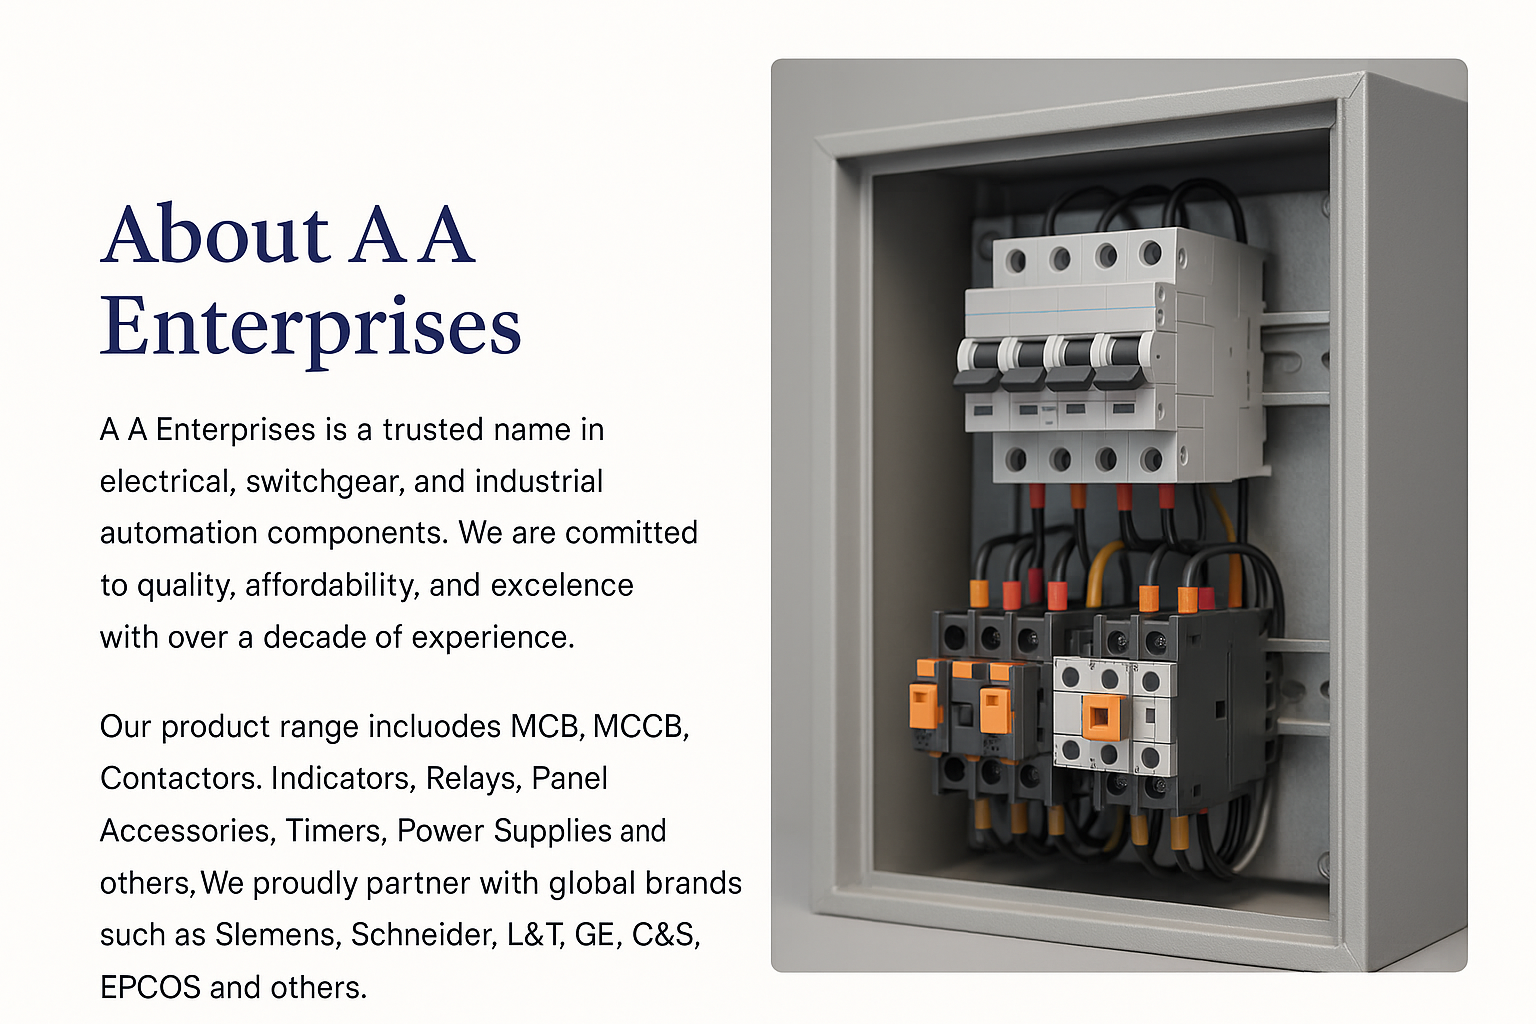 About A A
Enterprises
A A Enterprises is a trusted name in
electrical, switchgear, and industrial
automation components. We are comitted
to quality, affordability, and excelence
with over a decade of experience.
Our product range incluodes MCB, MCCB,
Contactors. Indicators, Relays, Panel
Accessories, Timers, Power Supplies and
others,We proudly partner with global brands
such as Slemens, Schneider, L&T, GE, C&S,
EPCOS and others.